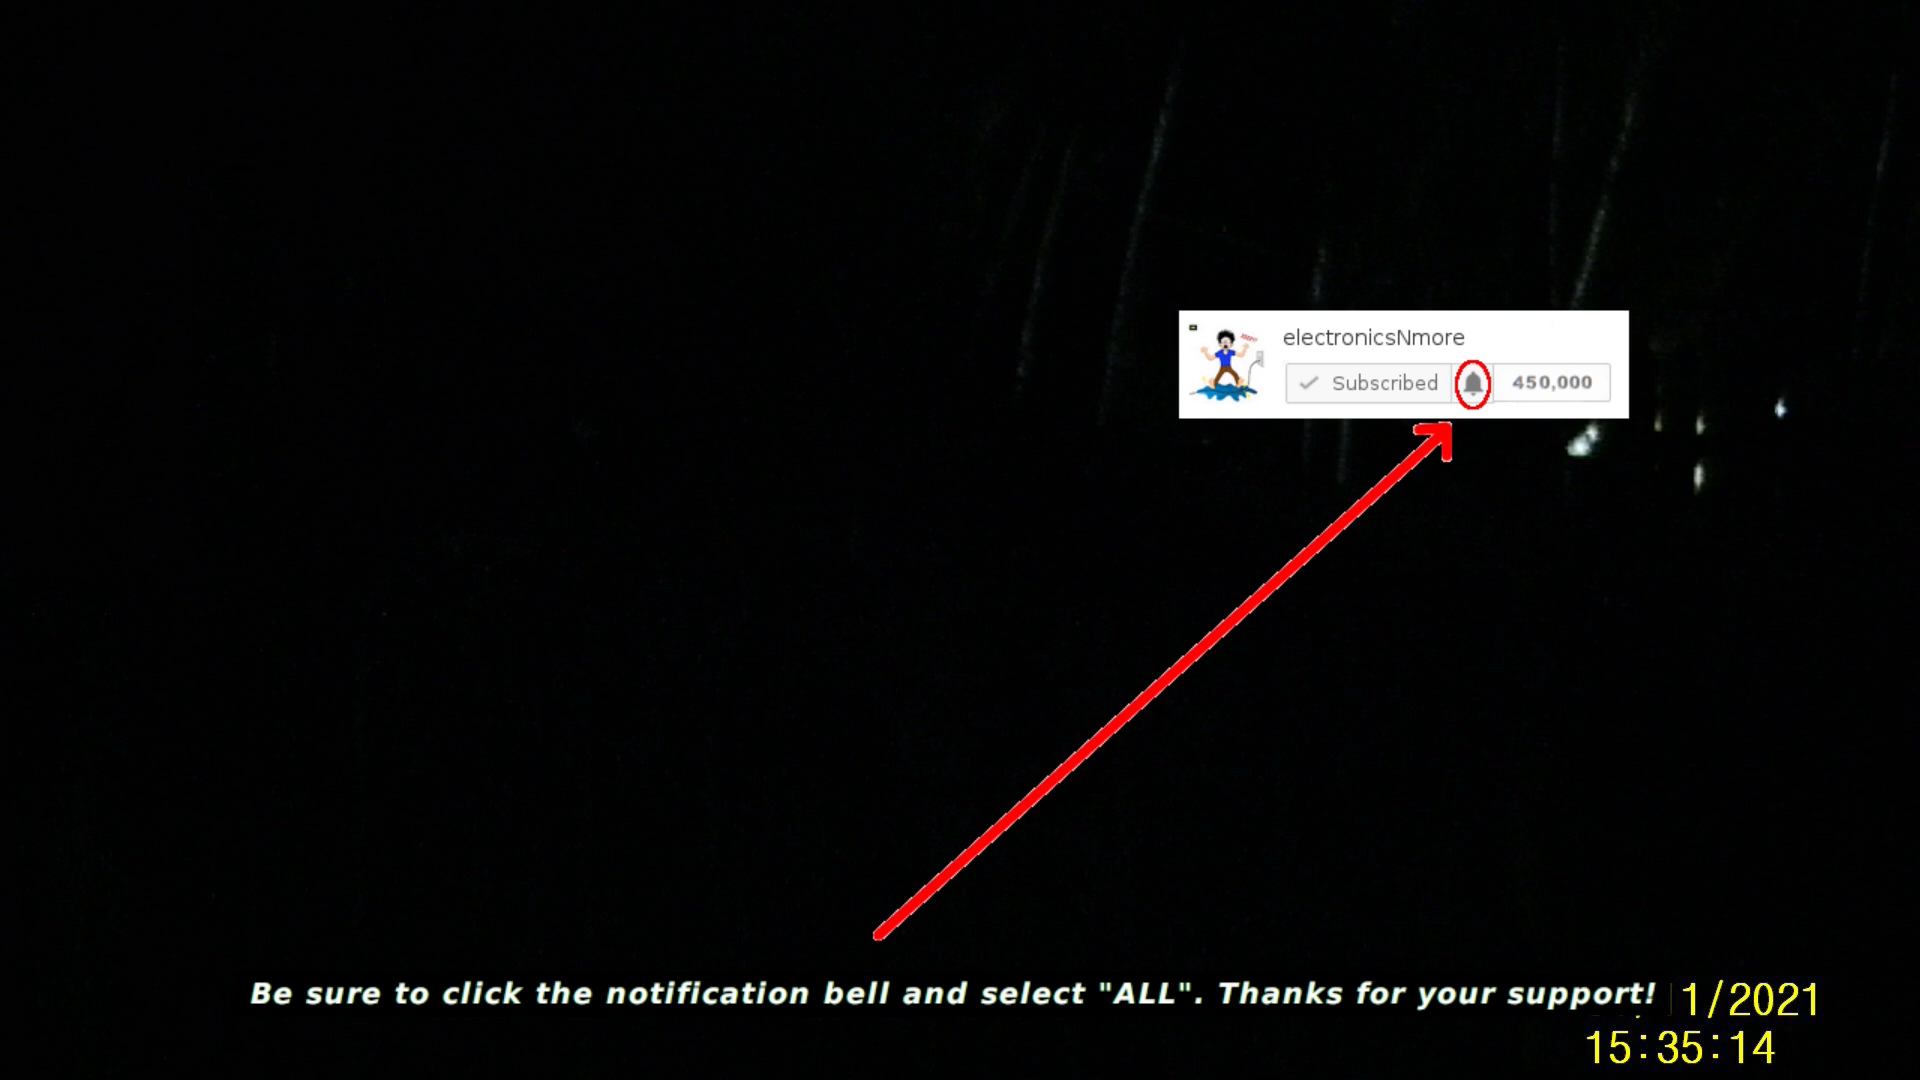 electronicsNmore
Subscribed 450,000
Be sure to click the notification bell and select "ALL". Thanks for your support!
1/2021
15:35:14